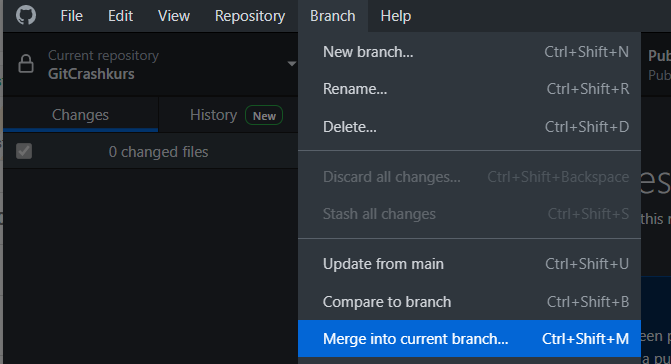 File Edit View Repository Branch Help
Current repository
GitCrashkurs
Changes History New
0 changed files
New branch... Ctrl+Shift+N
Rename... Ctrl+Shift+R
Delete... Ctrl+Shift+D
Discard all changes... Ctrl+Shift+Backspace
Stash all changes Ctrl+Shift+S
Update from main Ctrl+Shift+U
Compare to branch Ctrl+Shift+B
Merge into current branch... Ctrl+Shift+M
Pub
Pub
es
this
a pu